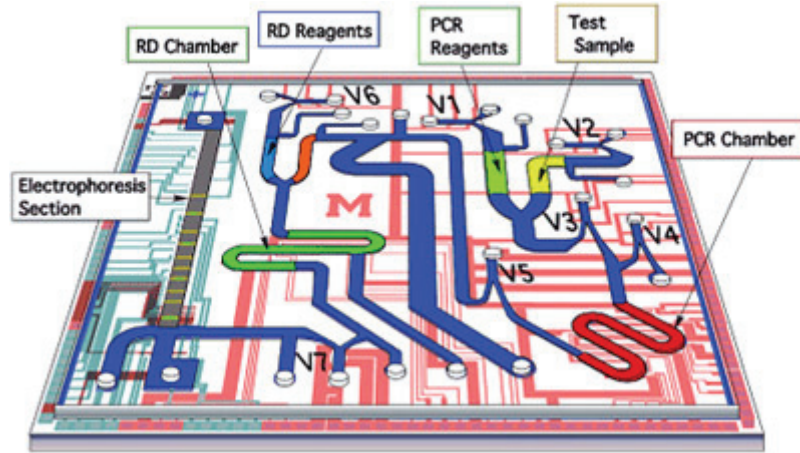 RD Chamber
RD Reagents
PCR
Reagents
Test
Sample
PCR Chamber
Electrophoresis
Section
V6
V1
V2
V3
V4
V5
V7
M